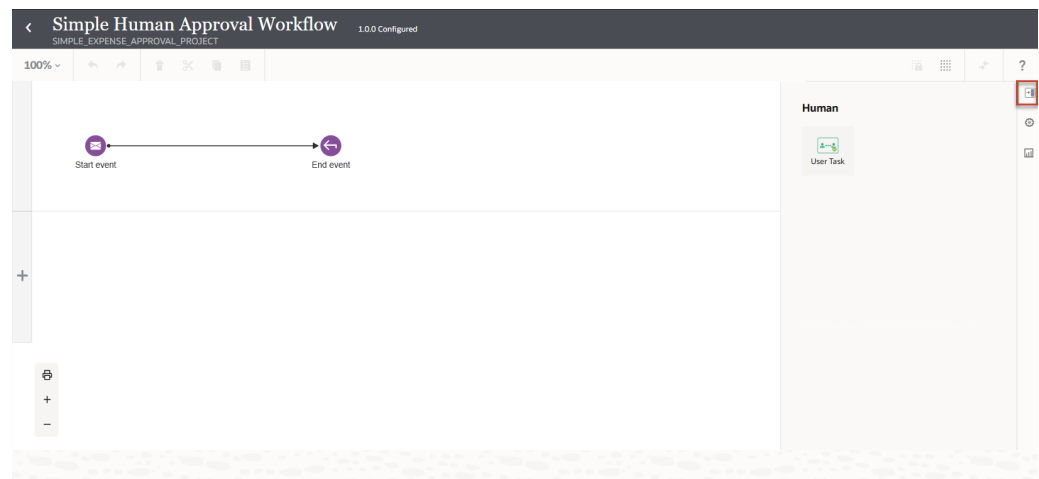 Simple Human Approval Workflow 1.0.0 Configured
SIMPLE_EXPENSE_APPROVAL_PROJECT
100%
?
Human
User Task
Start event
End event